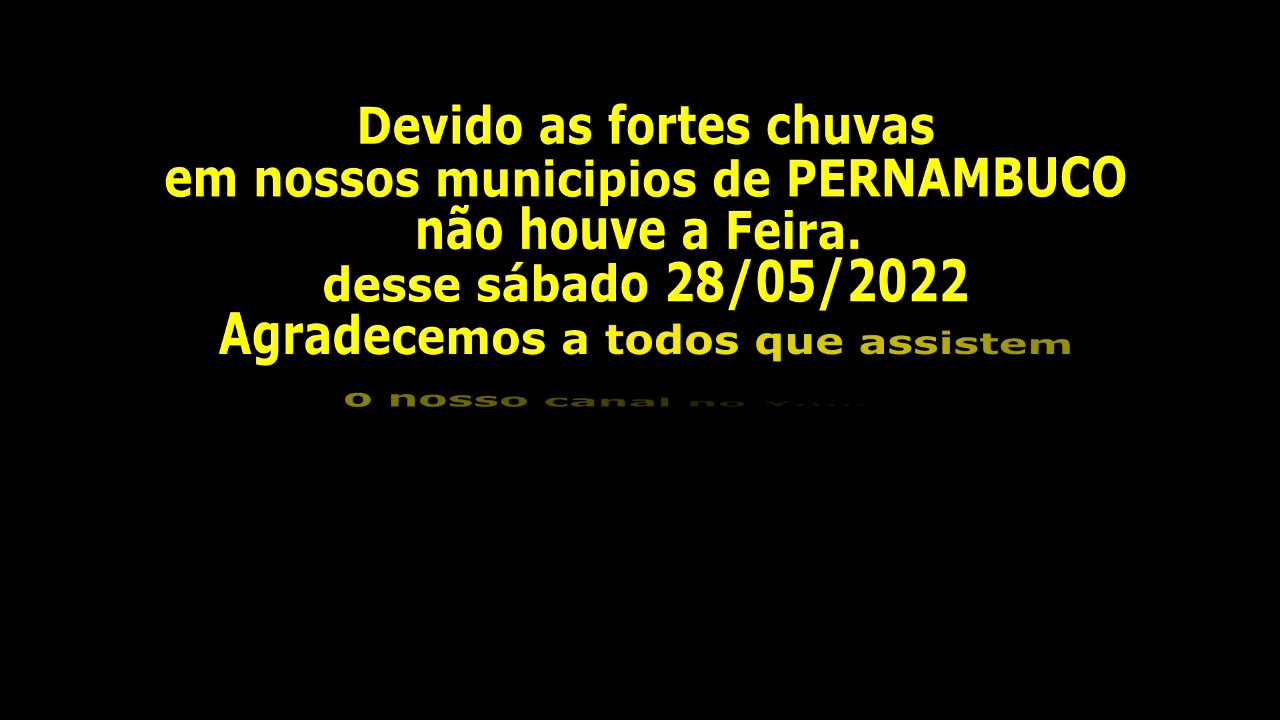 Devido as fortes chuvas
em nossos municipios de PERNAMBUCO
não houve a Feira.
desse sábado 28/05/2022
Agradecemos a todos que assistem
o nosso canal no